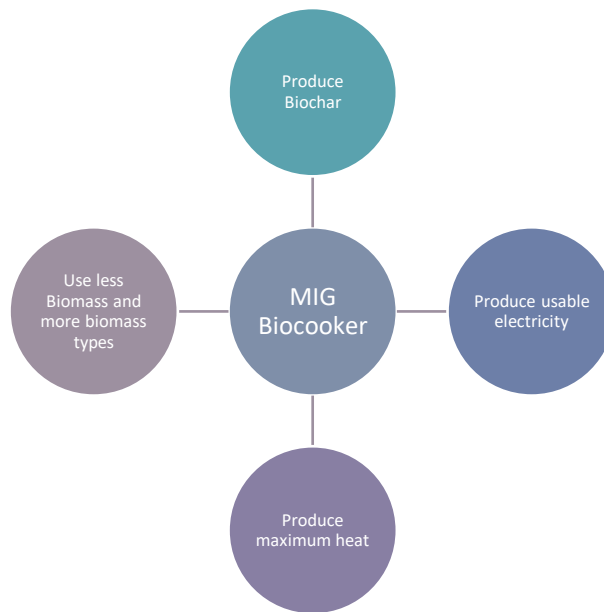 Produce
Biochar
Use less
Biomass and
more biomass
types
MIG
Biocooker
Produce usable
electricity
Produce
maximum heat